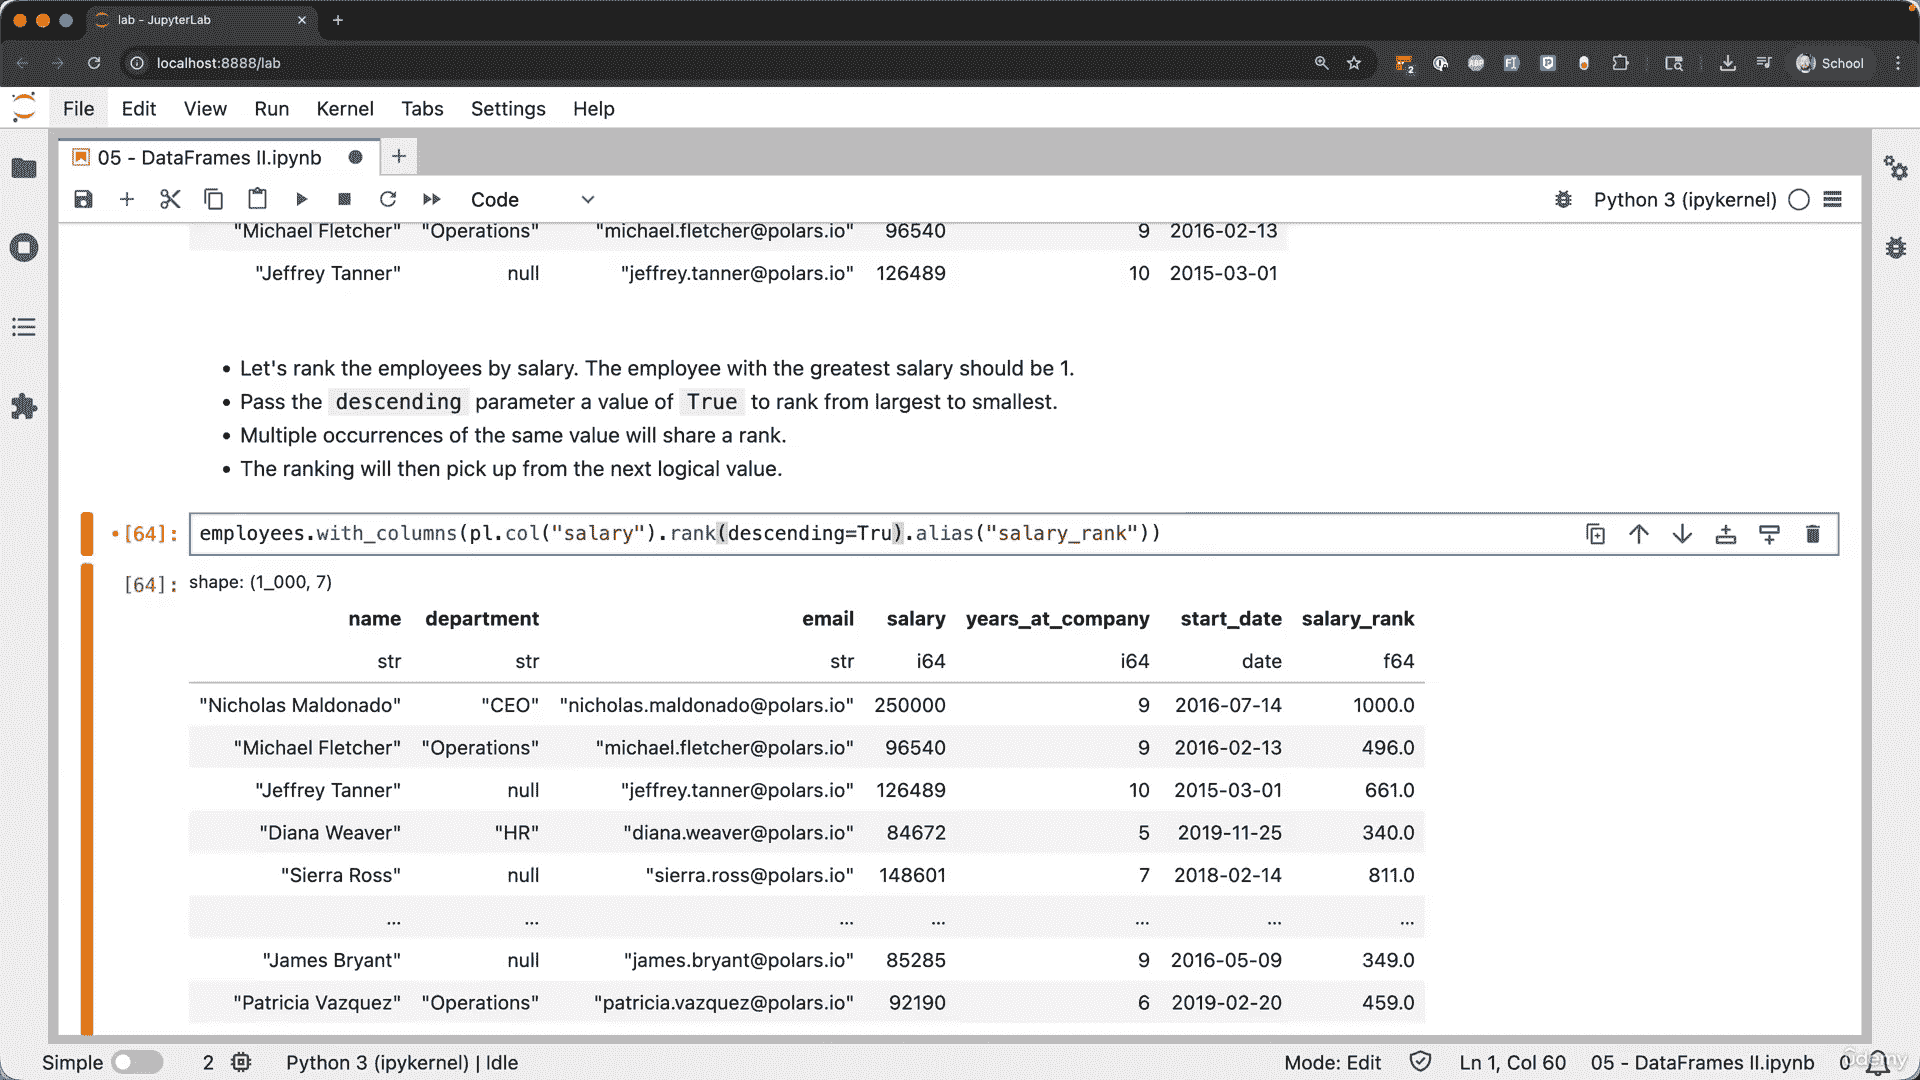 lab - JupyterLab
localhost:8888/lab
2
ABP
School
File Edit View Run Kernel Tabs Settings Help
05 - DataFrames II.ipynb
Code
Python 3 (ipykernel)
"Michael Fletcher" "Operations" "michael.fletcher@polars.io" 96540 9 2016-02-13
"Jeffrey Tanner" null "jeffrey.tanner@polars.io" 126489 10 2015-03-01
• Let's rank the employees by salary. The employee with the greatest salary should be 1.
• Pass the descending parameter a value of True to rank from largest to smallest.
• Multiple occurrences of the same value will share a rank.
• The ranking will then pick up from the next logical value.
[64]: employees.with_columns(pl.col("salary").rank(descending=Tru).alias("salary_rank"))
[64]: shape: (1_000, 7)
name department email salary years_at_company start_date salary_rank
str str str i64 i64 date f64
"Nicholas Maldonado" "CEO" "nicholas.maldonado@polars.io" 250000 9 2016-07-14 1000.0
"Michael Fletcher" "Operations" "michael.fletcher@polars.io" 96540 9 2016-02-13 496.0
"Jeffrey Tanner" null "jeffrey.tanner@polars.io" 126489 10 2015-03-01 661.0
"Diana Weaver" "HR" "diana.weaver@polars.io" 84672 5 2019-11-25 340.0
"Sierra Ross" null "sierra.ross@polars.io" 148601 7 2018-02-14 811.0
… … … … … … …
"James Bryant" null "james.bryant@polars.io" 85285 9 2016-05-09 349.0
"Patricia Vazquez" "Operations" "patricia.vazquez@polars.io" 92190 6 2019-02-20 459.0
Simple 2 Python 3 (ipykernel) | Idle Mode: Edit Ln 1, Col 60 05 - DataFrames II.ipynb 0
ûdemy